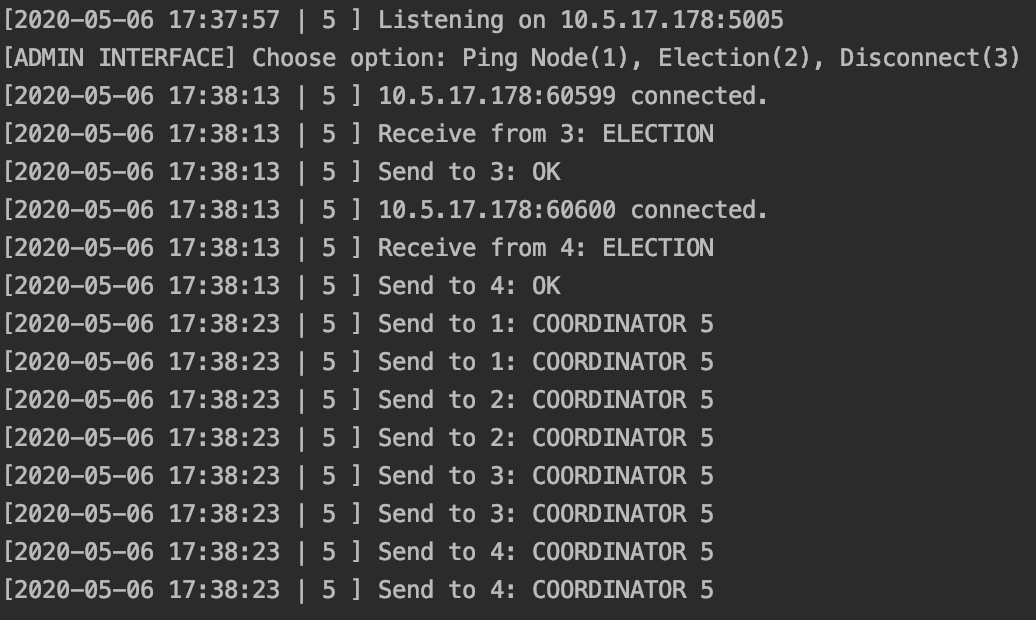 [2020-05-06 17:37:57 | 5 ] Listening on 10.5.17.178:5005
[ADMIN INTERFACE] Choose option: Ping Node(1), Election(2), Disconnect(3)
[2020-05-06 17:38:13 | 5 ] 10.5.17.178:60599 connected.
[2020-05-06 17:38:13 | 5 ] Receive from 3: ELECTION
[2020-05-06 17:38:13 | 5 ] Send to 3: OK
[2020-05-06 17:38:13 | 5 ] 10.5.17.178:60600 connected.
[2020-05-06 17:38:13 | 5 ] Receive from 4: ELECTION
[2020-05-06 17:38:13 | 5 ] Send to 4: OK
[2020-05-06 17:38:23 | 5 ] Send to 1: COORDINATOR 5
[2020-05-06 17:38:23 | 5 ] Send to 1: COORDINATOR 5
[2020-05-06 17:38:23 | 5 ] Send to 2: COORDINATOR 5
[2020-05-06 17:38:23 | 5 ] Send to 2: COORDINATOR 5
[2020-05-06 17:38:23 | 5 ] Send to 3: COORDINATOR 5
[2020-05-06 17:38:23 | 5 ] Send to 3: COORDINATOR 5
[2020-05-06 17:38:23 | 5 ] Send to 4: COORDINATOR 5
[2020-05-06 17:38:23 | 5 ] Send to 4: COORDINATOR 5